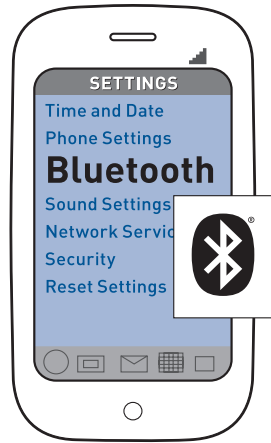 SETTINGS
Time and Date
Phone Settings
Bluetooth
Sound Settings
Network Servic
Security
Reset Settings
®